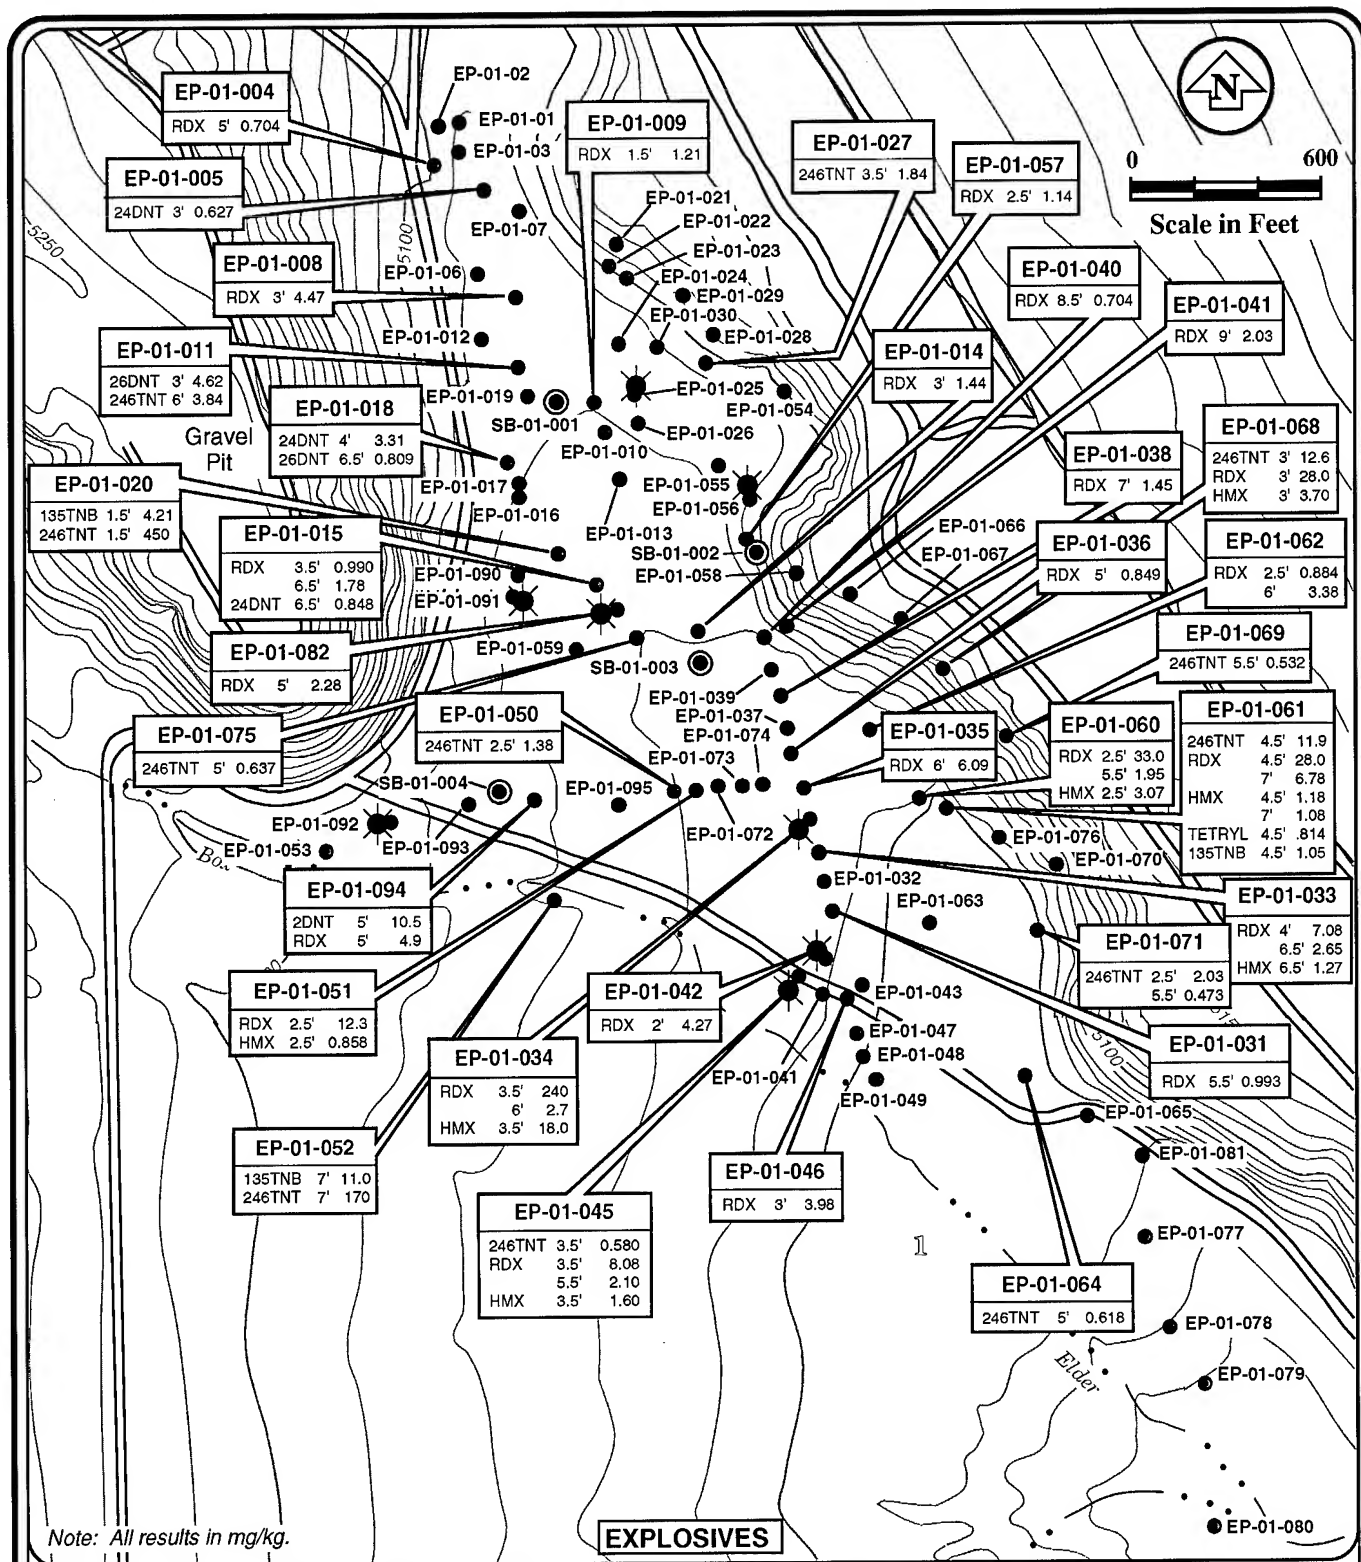 EP-01-02
EP-01-004
RDX 5' 0.704
EP-01-1
EP-01-03
EP-01-009
RDX 1.5' 1.21
EP-01-027
246TNT 3.5' 1.84
EP-01-057
RDX 2.5' 1.14
N
0 600
Scale in Feet
EP-01-005
24DNT 3' 0.627
EP-01-07
EP-01-021
EP-01-022
EP-01-023
EP-01-024
EP-01-029
EP-01-030
EP-01-028
5250
5100
EP-01-008
RDX 3' 4.47
EP-01-06
EP-01-040
RDX 8.5' 0.704
EP-01-041
RDX 9' 2.03
EP-01-012
EP-01-011
26DNT 3' 4.62
246TNT 6' 3.84
EP-01-014
RDX 3' 1.44
EP-01-019
SB-01-001
EP-01-025
EP-01-054
EP-01-026
EP-01-010
EP-01-018
24DNT 4' 3.31
26DNT 6.5' 0.809
Gravel
Pit
EP-01-038
RDX 7' 1.45
EP-01-068
246TNT 3' 12.6
RDX 3' 28.0
HMX 3' 3.70
EP-01-020
135TNB 1.5' 4.21
246TNT 1.5' 450
EP-01-017
EP-01-016
EP-01-055
EP-01-056
EP-01-013
EP-01-015
RDX 3.5' 0.990
6.5' 1.78
24DNT 6.5' 0.848
SB-01-002
EP-01-058
EP-01-066
EP-01-067
EP-01-036
RDX 5' 0.849
EP-01-062
RDX 2.5' 0.884
6' 3.38
EP-01-090
EP-01-091
EP-01-082
RDX 5' 2.28
EP-01-059
SB-01-003
EP-01-069
246TNT 5.5' 0.532
EP-01-039
EP-01-037
EP-01-074
EP-01-073
EP-01-050
246TNT 2.5' 1.38
EP-01-075
246TNT 5' 0.637
EP-01-035
RDX 6' 6.09
EP-01-060
RDX 2.5' 33.0
5.5' 1.95
HMX 2.5' 3.07
EP-01-061
246TNT 4.5' 11.9
RDX 4.5' 28.0
7' 6.78
HMX 4.5' 1.18
7' 1.08
TETRYL 4.5' .814
135TNB 4.5' 1.05
SB-01-004
EP-01-095
EP-01-092
EP-01-093
EP-01-072
EP-01-053
EP-01-076
EP-01-070
EP-01-094
2DNT 5' 10.5
RDX 5' 4.9
EP-01-032
EP-01-063
EP-01-033
RDX 4' 7.08
6.5' 2.65
HMX 6.5' 1.27
EP-01-071
246TNT 2.5' 2.03
5.5' 0.473
EP-01-051
RDX 2.5' 12.3
HMX 2.5' 0.858
EP-01-042
RDX 2' 4.27
EP-01-043
EP-01-047
EP-01-048
EP-01-041
EP-01-049
5100
EP-01-031
RDX 5.5' 0.993
EP-01-034
RDX 3.5' 240
6' 2.7
HMX 3.5' 18.0
EP-01-065
EP-01-081
EP-01-052
135TNB 7' 11.0
246TNT 7' 170
EP-01-046
RDX 3' 3.98
EP-01-045
246TNT 3.5' 0.580
RDX 3.5' 8.08
5.5' 2.10
HMX 3.5' 1.60
1
EP-01-077
EP-01-064
246TNT 5' 0.618
EP-01-078
Elder
EP-01-079
EP-01-080
Note: All results in mg/kg.
EXPLOSIVES